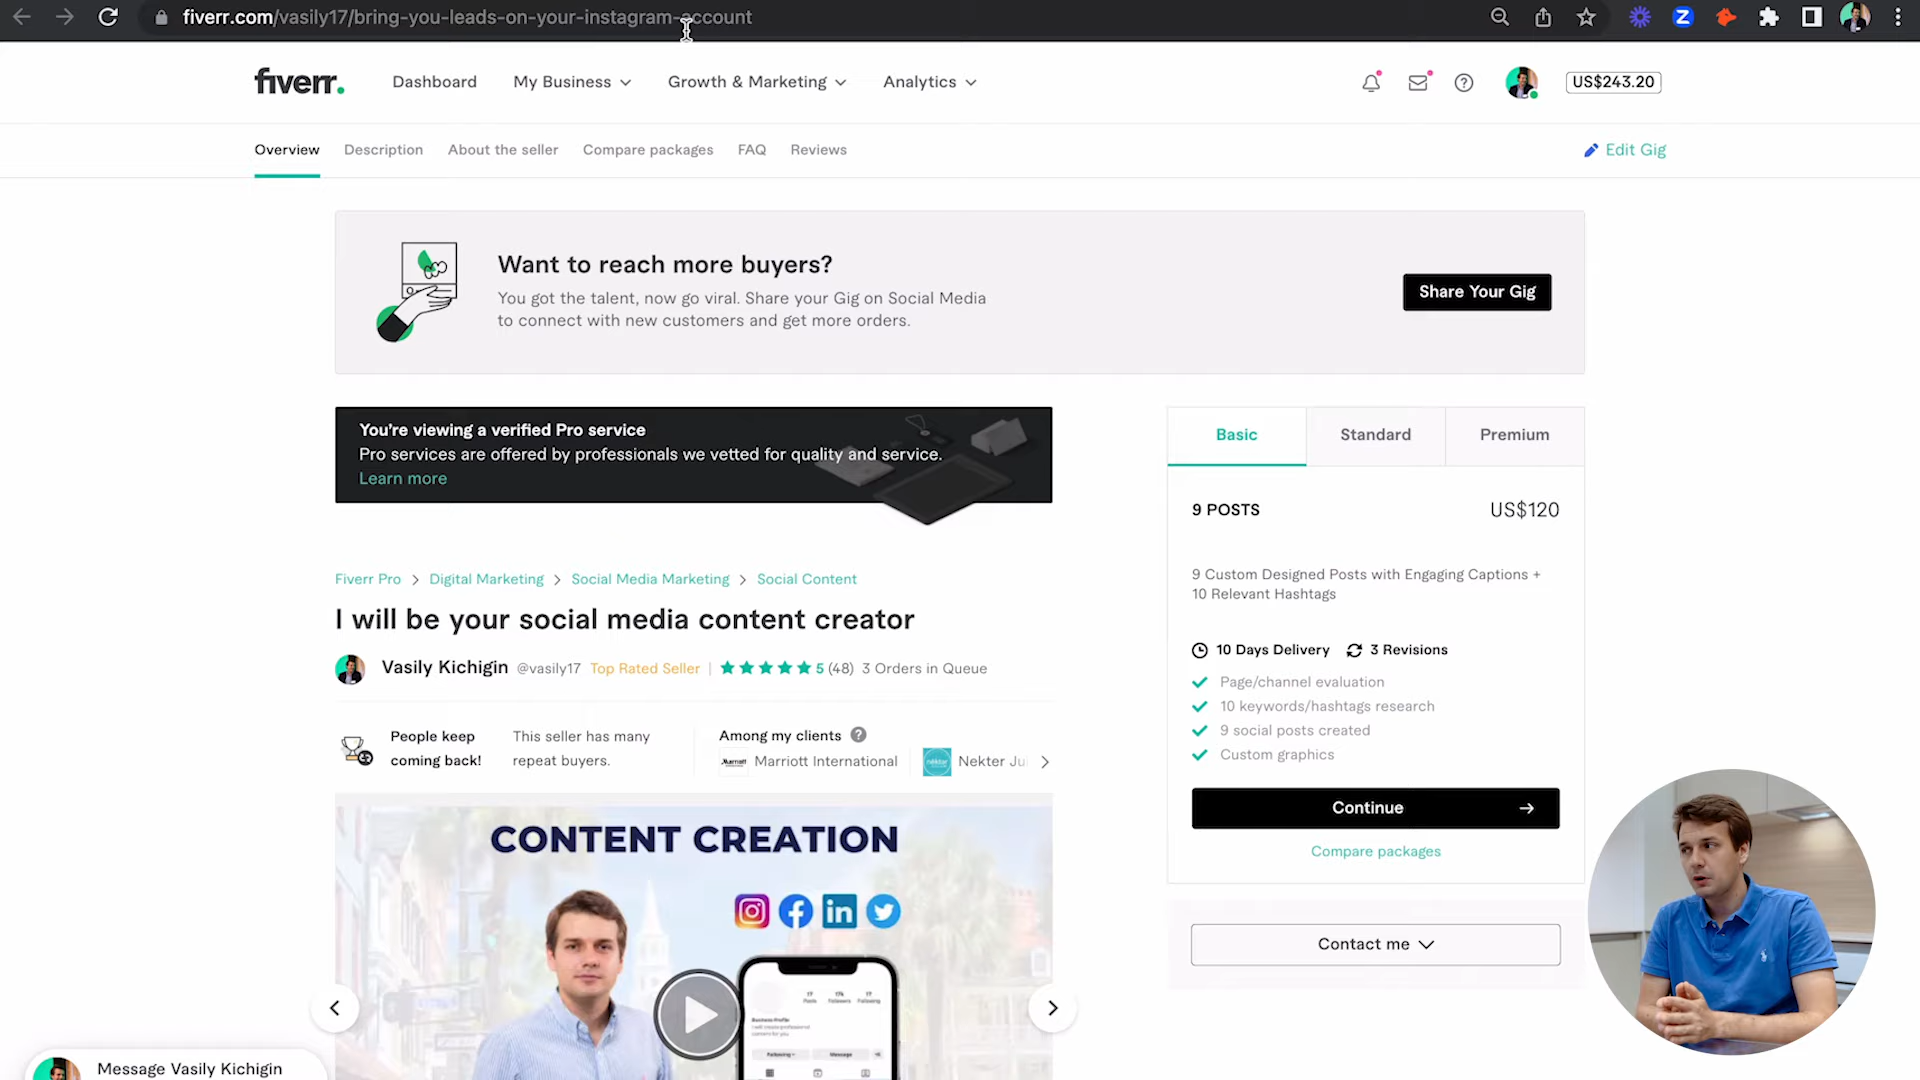 fiverr.com/vasily17/bring-you-leads-on-your-instagram-account
fiverr.
Dashboard
My Business
Growth & Marketing
Analytics
US$243.20
Overview
Description
About the seller
Compare packages
FAQ
Reviews
Edit Gig
Want to reach more buyers?
You got the talent, now go viral. Share your Gig on Social Media
to connect with new customers and get more orders.
Share Your Gig
You're viewing a verified Pro service
Pro services are offered by professionals we vetted for quality and service.
Learn more
Fiverr Pro > Digital Marketing > Social Media Marketing > Social Content
I will be your social media content creator
Vasily Kichigin @vasily17 Top Rated Seller | 5 (48) 3 Orders in Queue
People keep
coming back!
This seller has many
repeat buyers.
Among my clients
Marriott International
Nekter Ju
CONTENT CREATION
Following
Message
Message Vasily Kichigin
Basic
Standard
Premium
9 POSTS
US$120
9 Custom Designed Posts with Engaging Captions +
10 Relevant Hashtags
10 Days Delivery
3 Revisions
Page/channel evaluation
10 keywords/hashtags research
9 social posts created
Custom graphics
Continue
Compare packages
Contact me